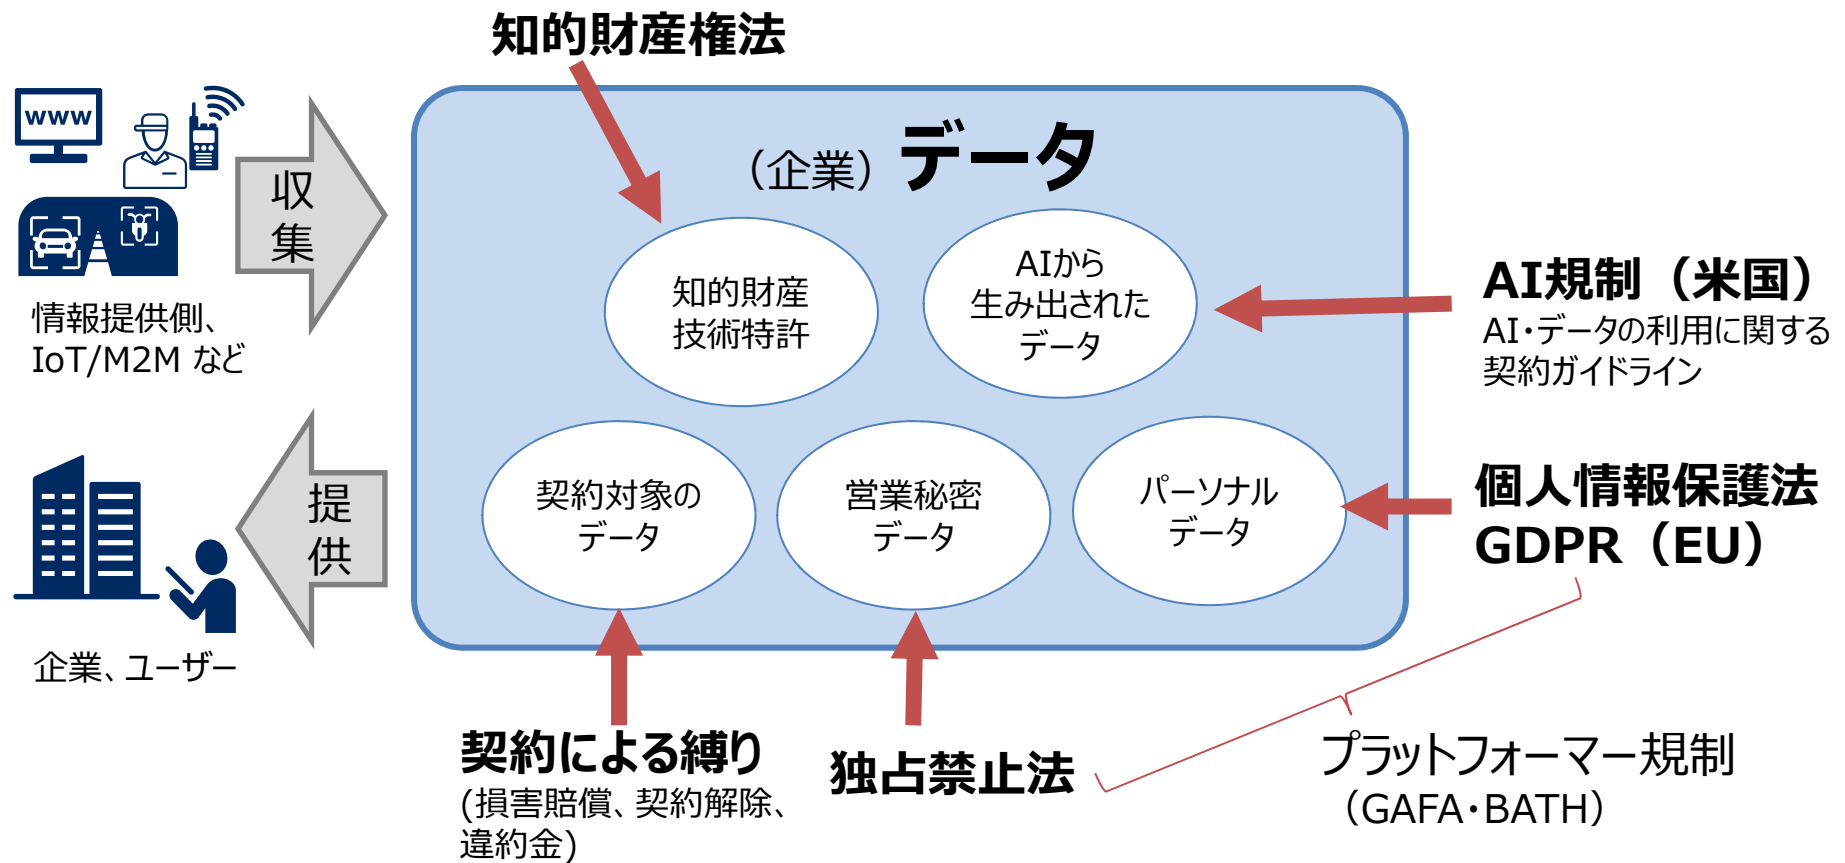 知的財産権法
www
収
集
情報提供側、
IoT/M2M など
（企業）データ
知的財産
技術特許
AIから
生み出された
データ
AI規制（米国）
AI・データの利用に関する
契約ガイドライン
提
供
企業、ユーザー
契約対象の
データ
営業秘密
データ
パーソナル
データ
個人情報保護法
GDPR（EU）
契約による縛り
(損害賠償、契約解除、
違約金)
独占禁止法
プラットフォーマー規制
（GAFA・BATH）